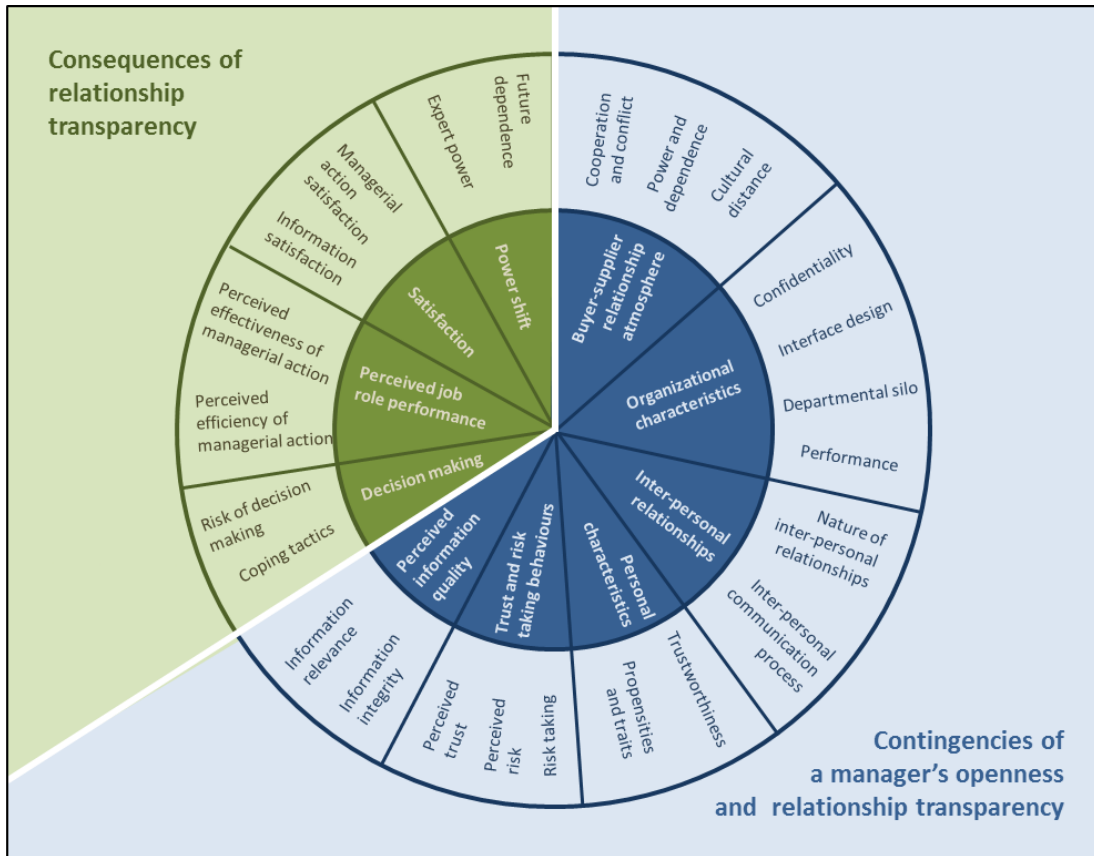 Consequences of
relationship
transparency
Future
dependence
Expert power
Managerial
action
satisfaction
Information
satisfaction
Perceived
effectiveness of
managerial action
Perceived
efficiency of
managerial action
Risk of decision
making
Coping tactics
Power shift
Satisfaction
Perceived job
role performance
Decision making
Cooperation
and conflict
Power and
dependence
Cultural
distance
Confidentiality
Interface design
Departmental silo
Performance
Nature of
inter-personal
relationships
Inter-personal
communication
process
Trustworthiness
Propensities
and traits
Risk taking
Perceived
risk
Perceived
trust
Information
integrity
Information
relevance
Buyer-supplier
relationship
atmosphere
Organizational
characteristics
Inter-personal
relationships
Personal
characteristics
Trust and risk
taking behaviours
Perceived
information
quality
Contingencies of
a manager’s openness
and relationship transparency